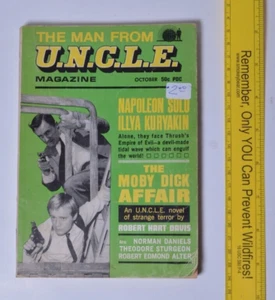 THE MAN FROM
U.N.C.L.E.
MAGAZINE
OCTOBER 50c PDC
NAPOLEON SOLO
ILLYA KURYAKIN
Alone, they face Thrush's
Empire of Evil—a devil-made
tidal wave which can engulf
the world!
THE
MOBY DICK
AFFAIR
An U.N.C.L.E. novel
of strange terror by
ROBERT HART DAVIS
And NORMAN DANIELS
THEODORE STURGEON
ROBERT EDMOND ALTER
Remember, Only YOU Can Prevent Wildfires!